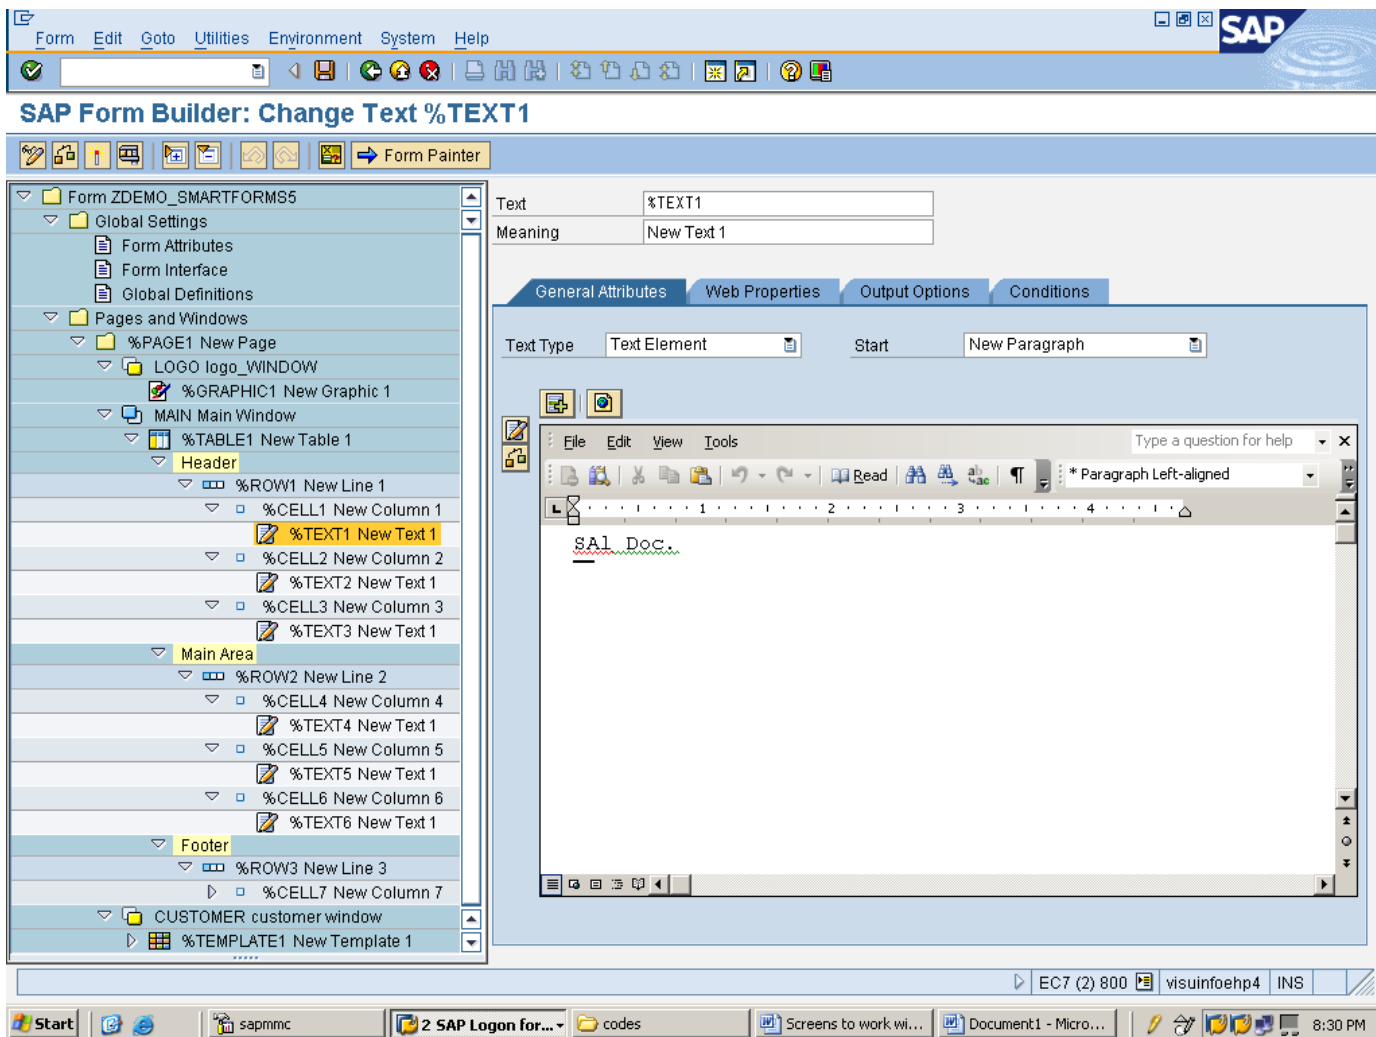 Form Edit Goto Utilities Environment System Help
SAP
SAP Form Builder: Change Text %TEXT1
Form Painter
Form ZDEMO_SMARTFORMS5
Global Settings
Form Attributes
Form Interface
Global Definitions
Pages and Windows
%PAGE1 New Page
LOGO logo_WINDOW
%GRAPHIC1 New Graphic 1
MAIN Main Window
%TABLE1 New Table 1
Header
%ROW1 New Line 1
%CELL1 New Column 1
%TEXT1 New Text 1
%CELL2 New Column 2
%TEXT2 New Text 1
%CELL3 New Column 3
%TEXT3 New Text 1
Main Area
%ROW2 New Line 2
%CELL4 New Column 4
%TEXT4 New Text 1
%CELL5 New Column 5
%TEXT5 New Text 1
%CELL6 New Column 6
%TEXT6 New Text 1
Footer
%ROW3 New Line 3
%CELL7 New Column 7
CUSTOMER customer window
%TEMPLATE1 New Template 1
Text %TEXT1
Meaning New Text 1
General Attributes Web Properties Output Options Conditions
Text Type Text Element Start New Paragraph
File Edit View Tools Type a question for help
Read * Paragraph Left-aligned
1 2 3 4
SAl Doc.
EC7 (2) 800 visuinfoehp4 INS
Start sapmmc 2 SAP Logon for... codes Screens to work wi... Document1 - Micro... 8:30 PM